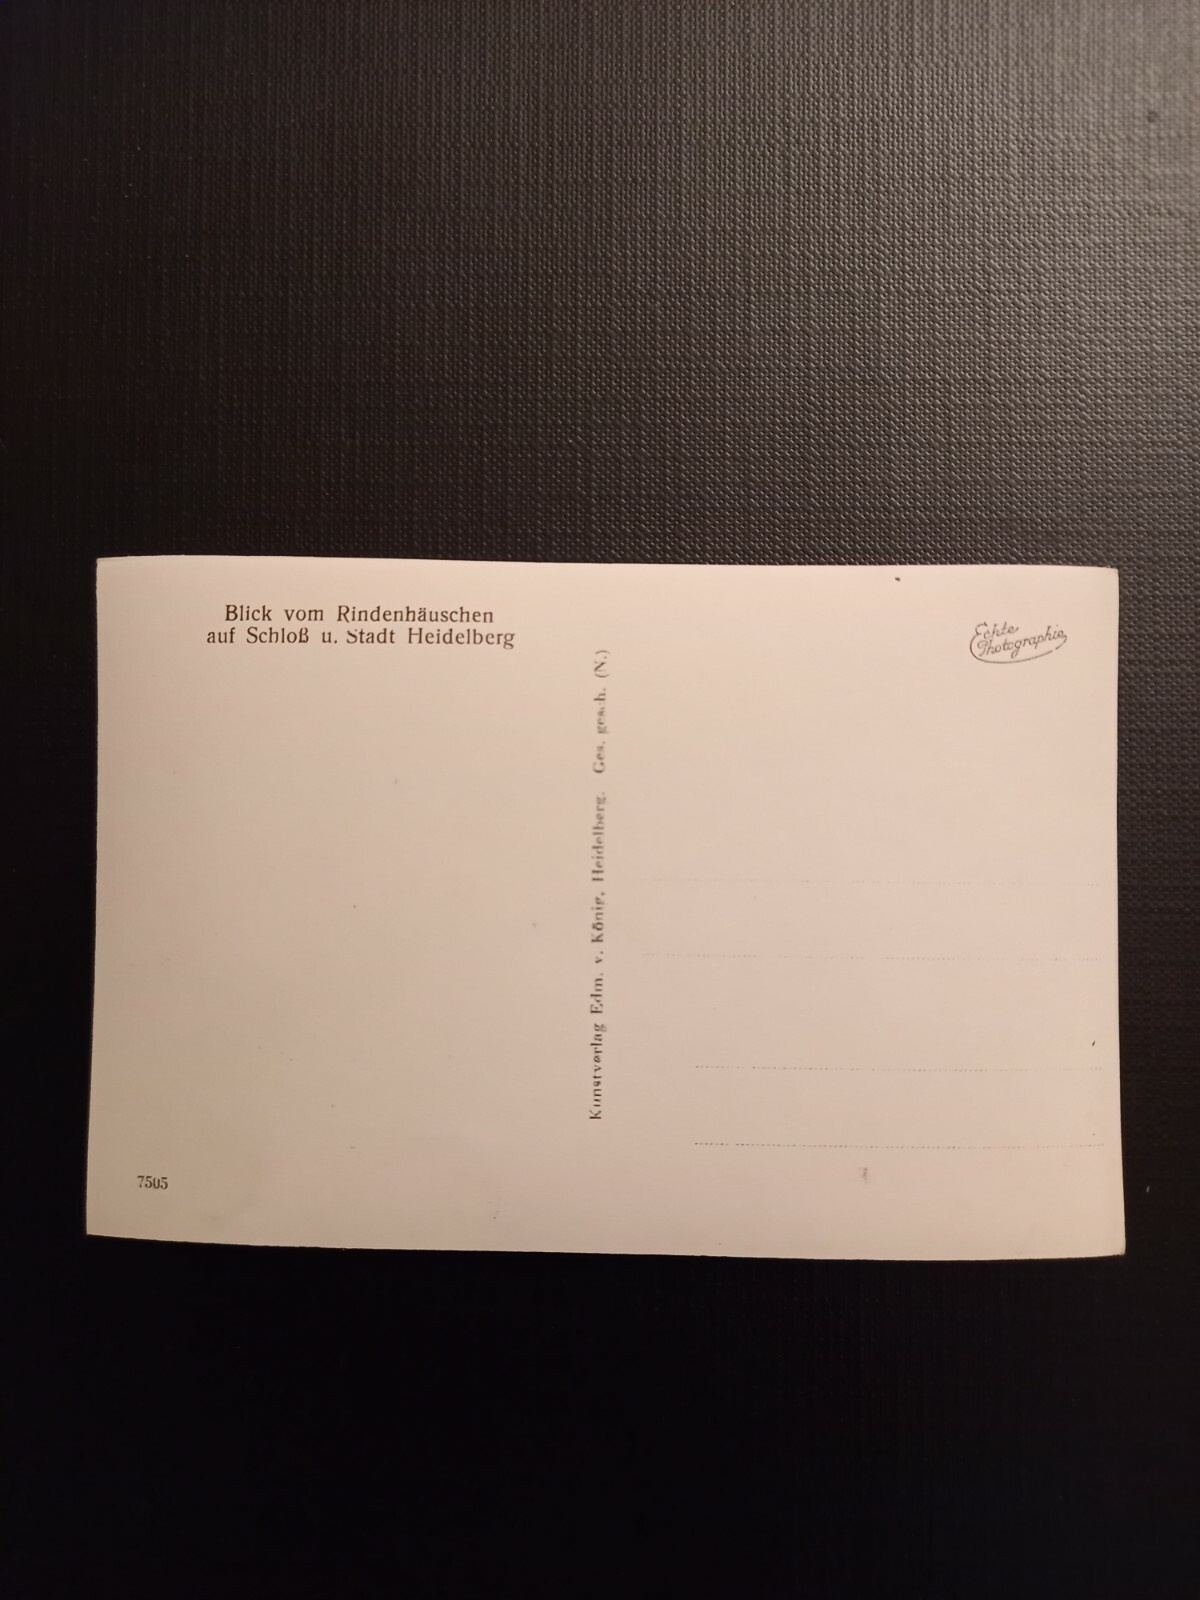 Blick vom Rindenhäuschen
auf Schloß u. Stadt Heidelberg
Echte
Photographie
Kunstverlag Edm. v. König, Heidelberg. Ges. gesch. (N.)
7505